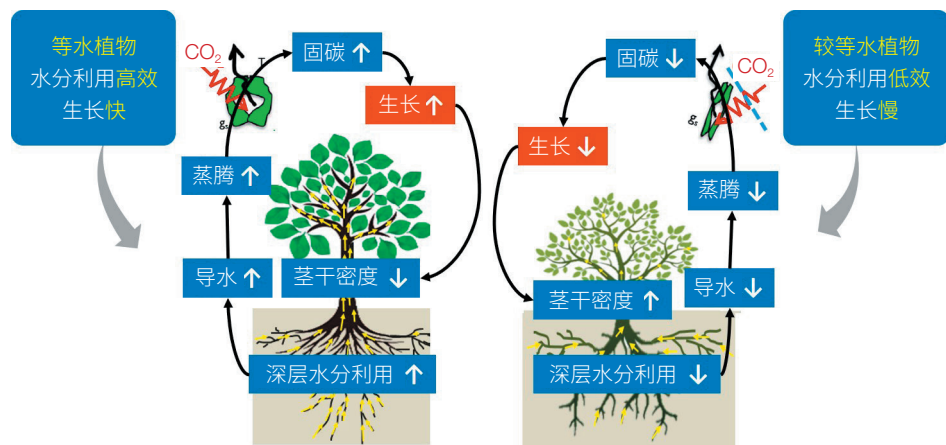 等水植物
水分利用高效
生长快
CO₂
T
gs
固碳 ↑
生长 ↑
蒸腾 ↑
导水 ↑
茎干密度 ↓
深层水分利用 ↑
较等水植物
水分利用低效
生长慢
CO₂
gs
固碳 ↓
生长 ↓
蒸腾 ↓
导水 ↓
茎干密度 ↑
深层水分利用 ↓